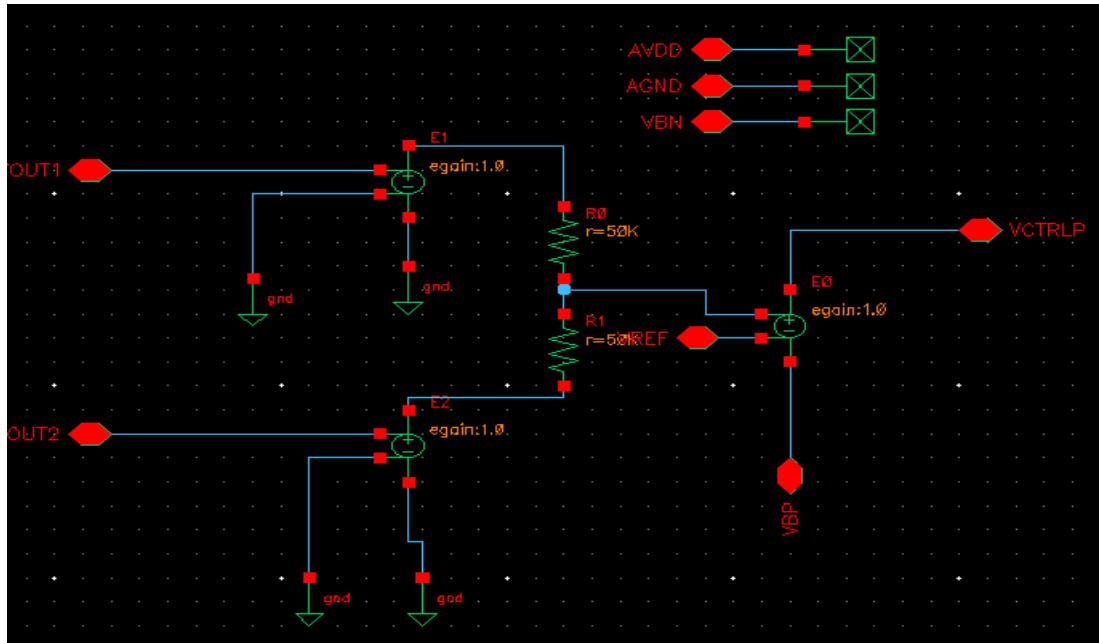 AVDD
AGND
VBN
E1
egain:1.0
OUT1
R0
r=50K
VCTRLP
gnd
gnd
E0
egain:1.0
R1
r=50K
E2
egain:1.0
OUT2
VBP
gnd
gnd